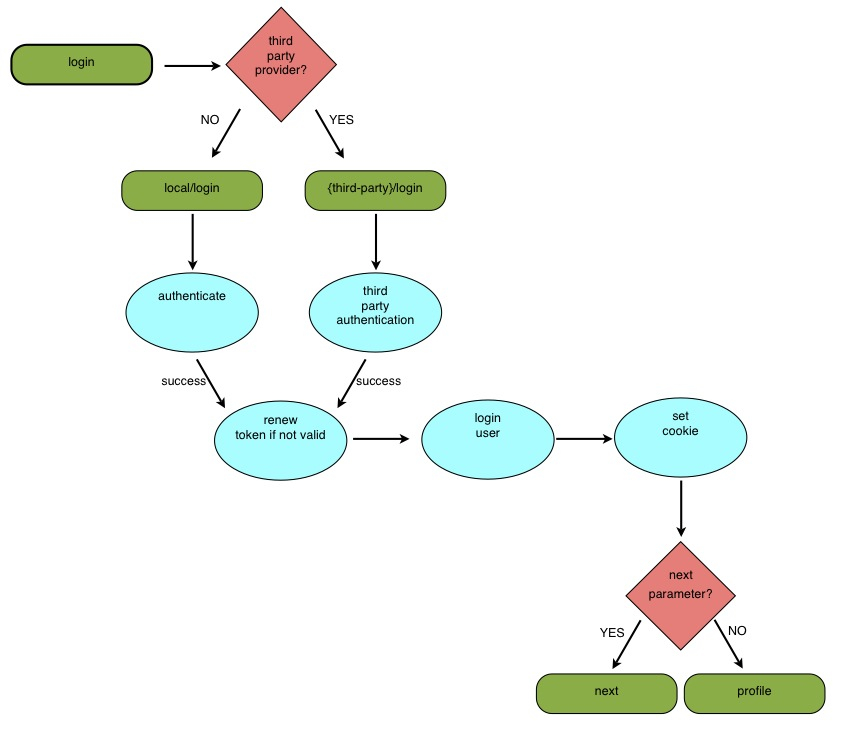 login
third
party
provider?
NO
YES
local/login
{third-party}/login
authenticate
third
party
authentication
success
success
renew
token if not valid
login
user
set
cookie
next
parameter?
YES
NO
next
profile